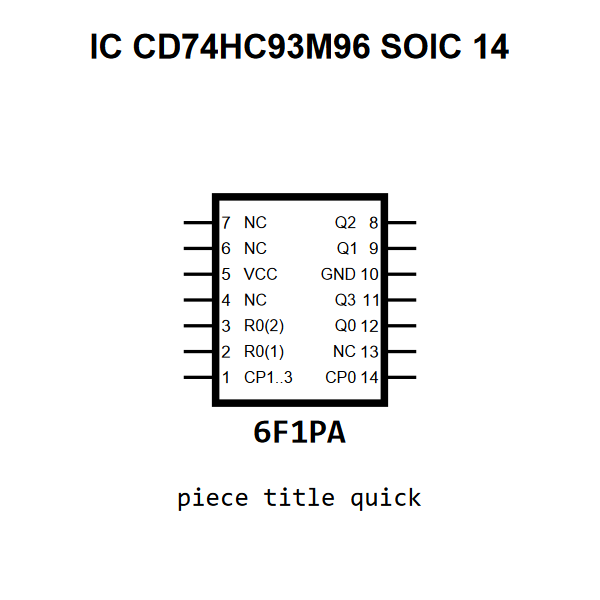 IC CD74HC93M96 SOIC 14
7 NC Q2 8
6 NC Q1 9
5 VCC GND 10
4 NC Q3 11
3 R0(2) Q0 12
2 R0(1) NC 13
1 CP1..3 CP0 14
6F1PA
piece title quick